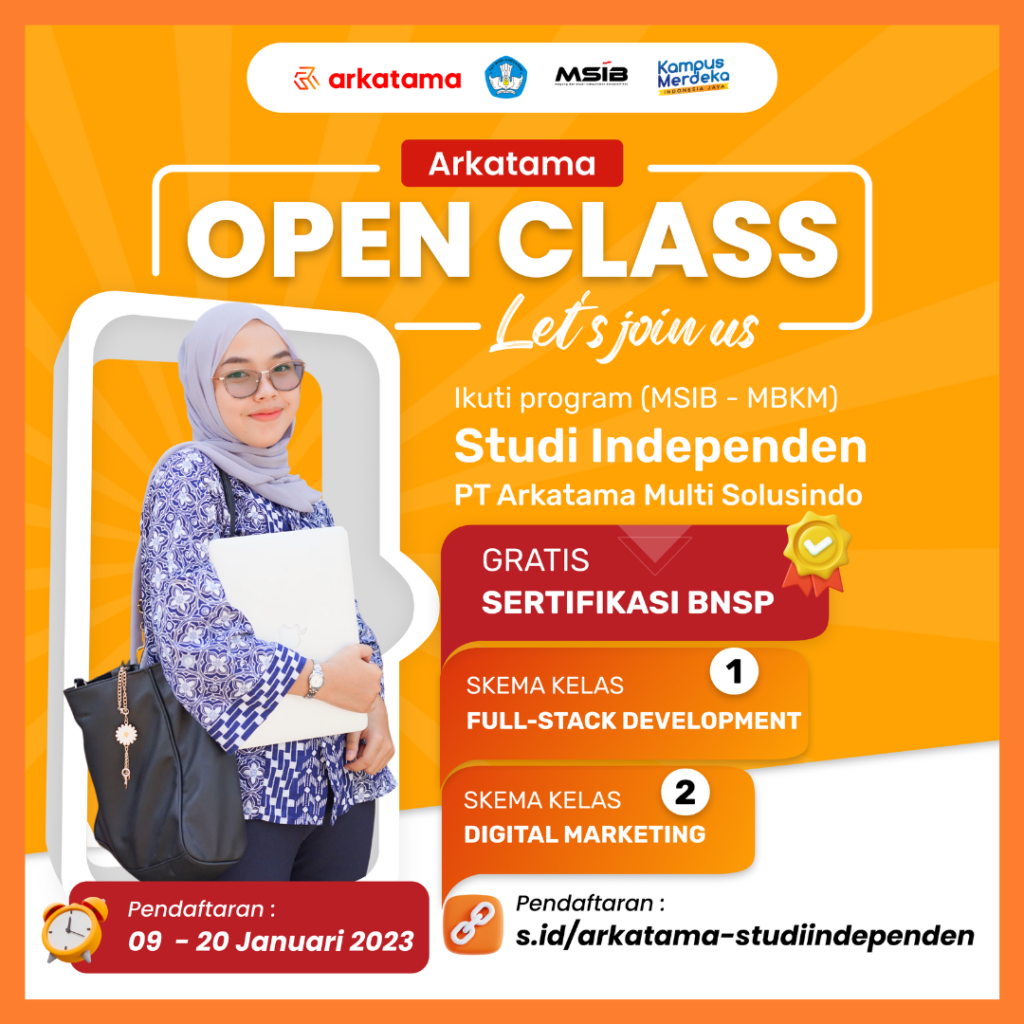 arkatama
MSIB
Kampus
Merdeka
INDONESIA JAYA
Arkatama
OPEN CLASS
Let's join us
Ikuti program (MSIB - MBKM)
Studi Independen
PT Arkatama Multi Solusindo
GRATIS
SERTIFIKASI BNSP
1
SKEMA KELAS
FULL-STACK DEVELOPMENT
2
SKEMA KELAS
DIGITAL MARKETING
Pendaftaran :
09 - 20 Januari 2023
Pendaftaran :
s.id/arkatama-studiindependen